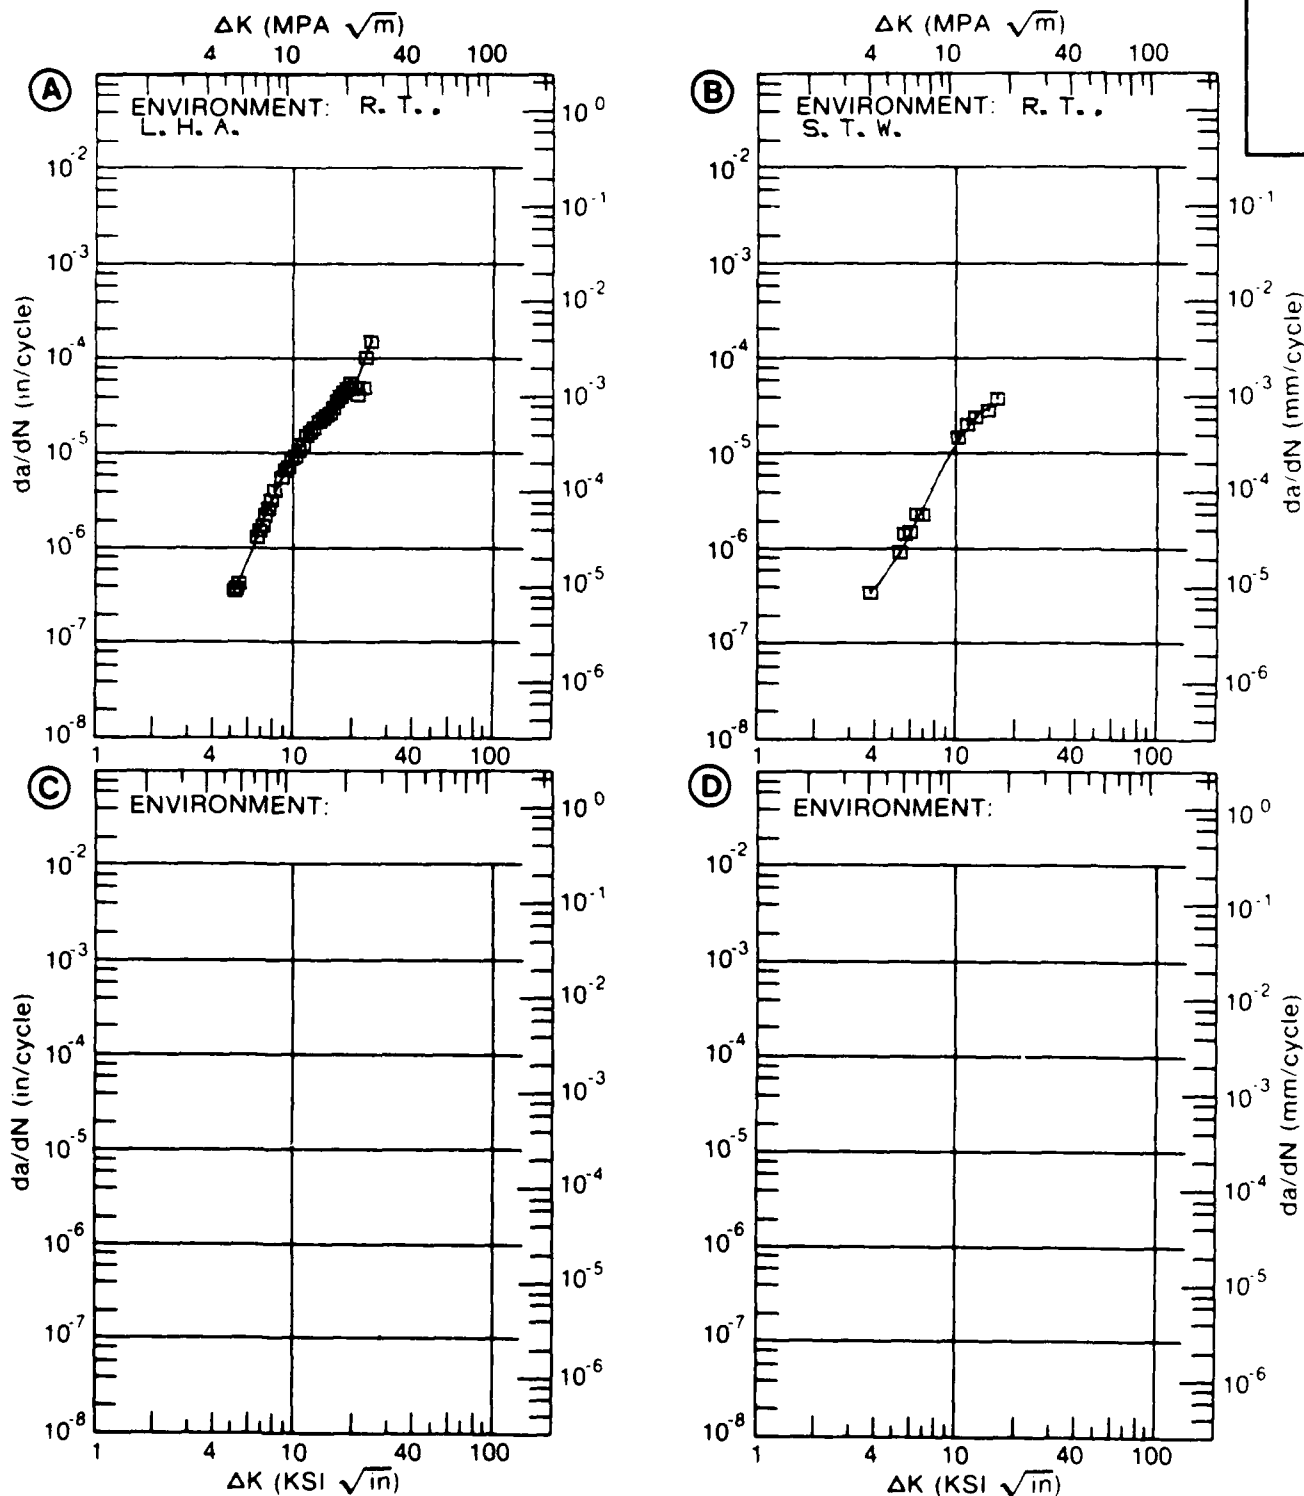 ΔK (MPA √m)
4 10 40 100
A
ENVIRONMENT: R. T..
L. H. A.
10⁰
10⁻²
10⁻¹
10⁻³
10⁻²
10⁻⁴
10⁻³
10⁻⁵
10⁻⁴
10⁻⁶
10⁻⁵
10⁻⁷
10⁻⁶
10⁻⁸
da/dN (in/cycle)
1 4 10 40 100
ΔK (MPA √m)
4 10 40 100
B
ENVIRONMENT: R. T..
S. T. W.
10⁻²
10⁻¹
10⁻³
10⁻²
10⁻⁴
10⁻³
10⁻⁵
10⁻⁴
10⁻⁶
10⁻⁵
10⁻⁷
10⁻⁶
10⁻⁸
da/dN (mm/cycle)
1 4 10 40 100
C
ENVIRONMENT:
10⁰
10⁻²
10⁻¹
10⁻³
10⁻²
10⁻⁴
10⁻³
10⁻⁵
10⁻⁴
10⁻⁶
10⁻⁵
10⁻⁷
10⁻⁶
10⁻⁸
da/dN (in/cycle)
1 4 10 40 100
ΔK (KSI √in)
D
ENVIRONMENT:
10⁰
10⁻²
10⁻¹
10⁻³
10⁻²
10⁻⁴
10⁻³
10⁻⁵
10⁻⁴
10⁻⁶
10⁻⁵
10⁻⁷
10⁻⁶
10⁻⁸
da/dN (mm/cycle)
1 4 10 40 100
ΔK (KSI √in)